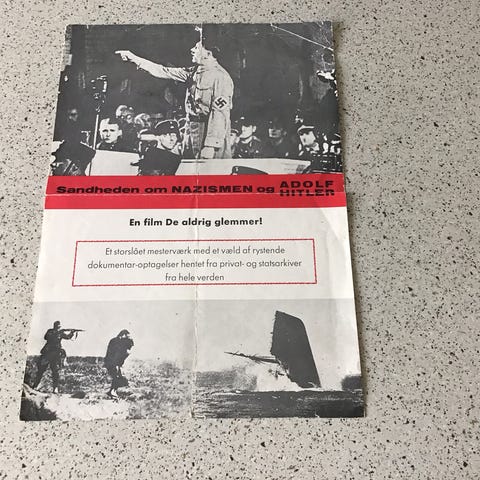 Sandheden om NAZISMEN og ADOLF HITLER
En film De aldrig glemmer!
Et storslået mesterværk med et væld af rystende
dokumentar-optagelser hentet fra privat- og statsarkiver
fra hele verden